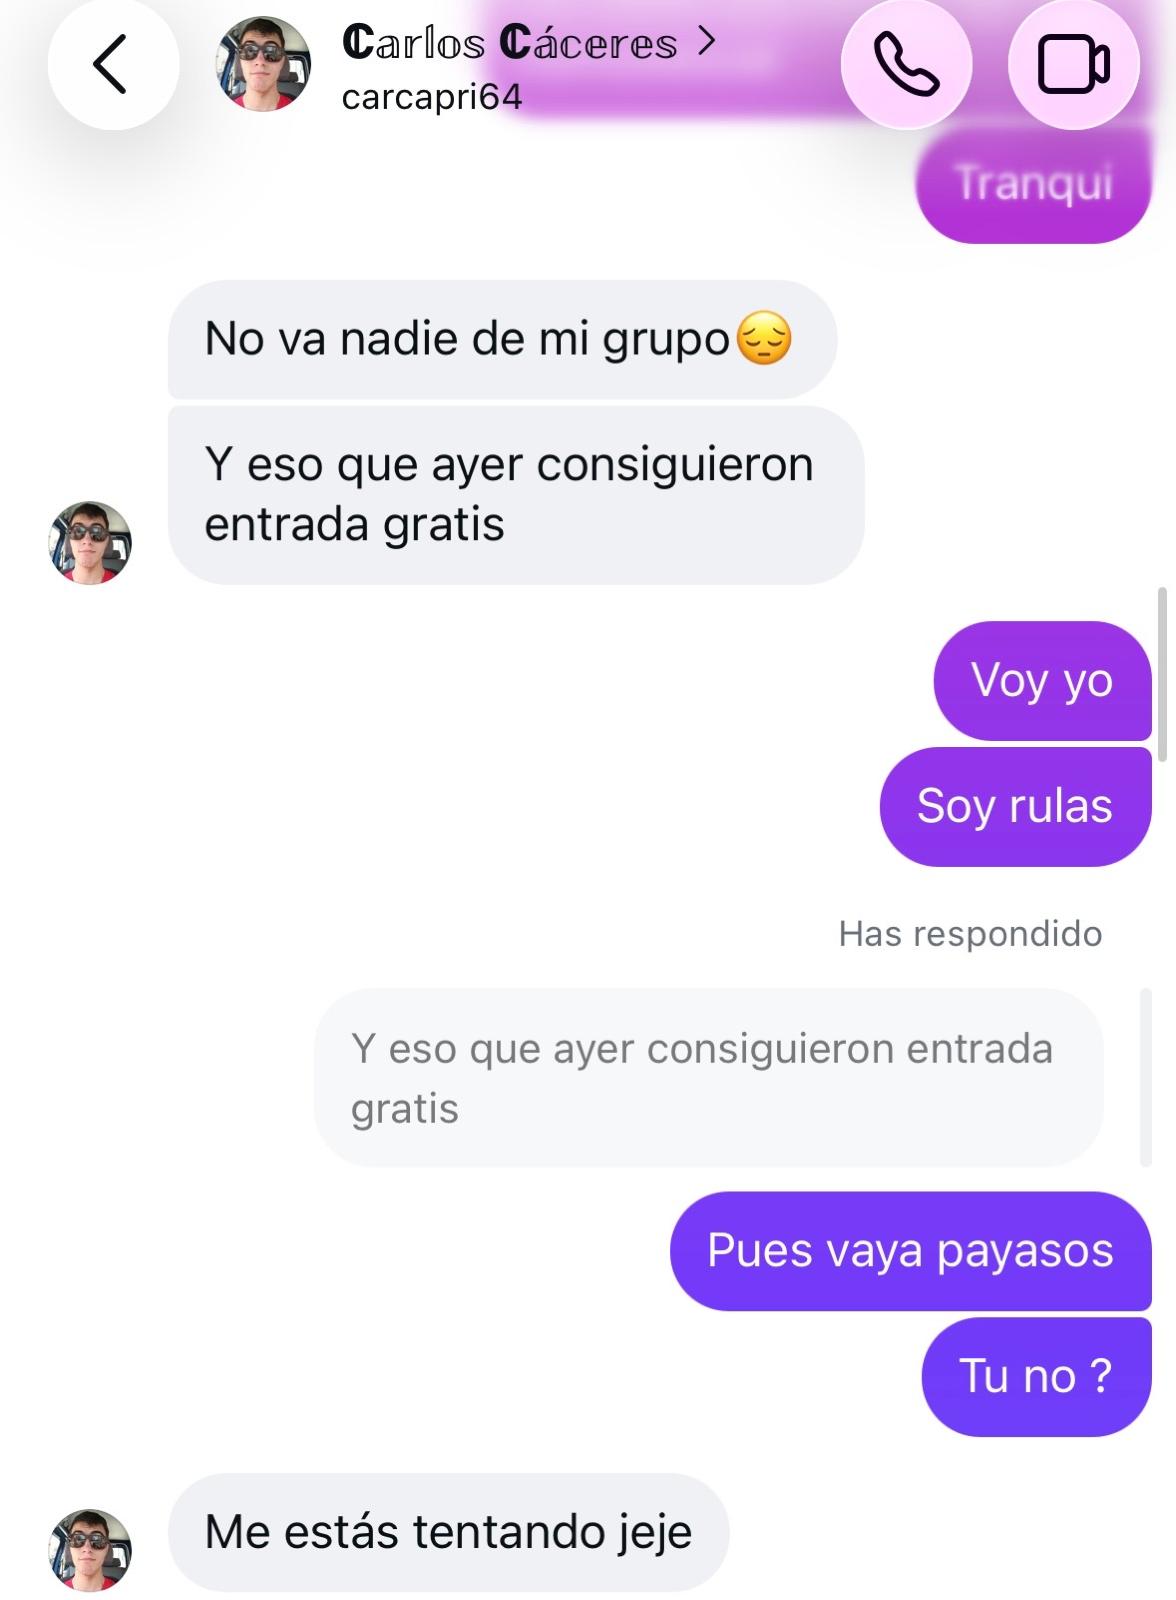 Carlos Cáceres
carcapri64
Tranqui
No va nadie de mi grupo😔
Y eso que ayer consiguieron
entrada gratis
Voy yo
Soy rulas
Has respondido
Y eso que ayer consiguieron entrada
gratis
Pues vaya payasos
Tu no ?
Me estás tentando jeje